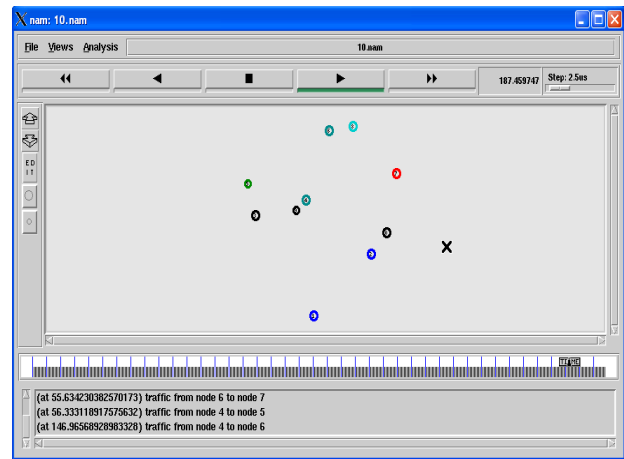 nam: 10.nam
File Views Analysis 10.nam
187.459747 Step: 2.5us
ED
IT
TIME
(at 55.634230382570173) traffic from node 6 to node 7
(at 56.333118917575632) traffic from node 4 to node 5
(at 146.96568928983328) traffic from node 4 to node 6